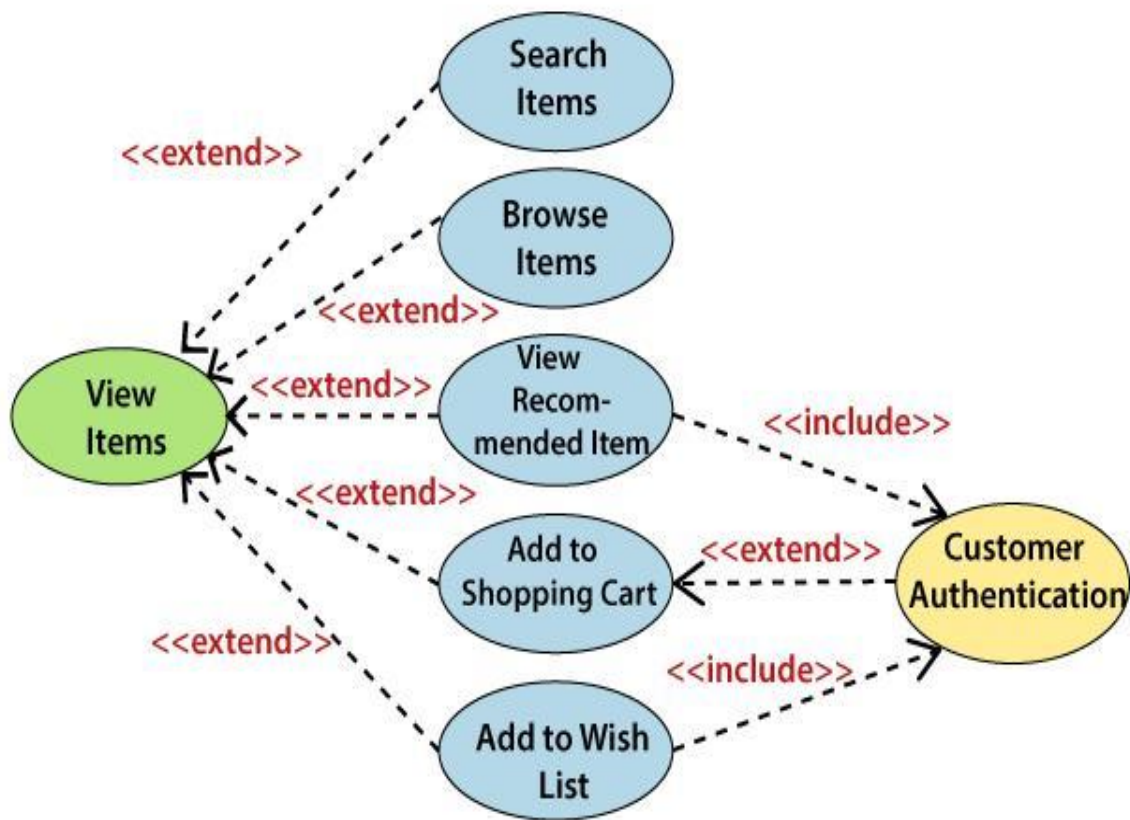 Search
Items
<<extend>>
Browse
Items
<<extend>>
View
Recom-
mended Item
<<extend>>
<<include>>
View
Items
<<extend>>
Add to
Shopping Cart
<<extend>>
Customer
Authentication
<<extend>>
<<include>>
Add to Wish
List